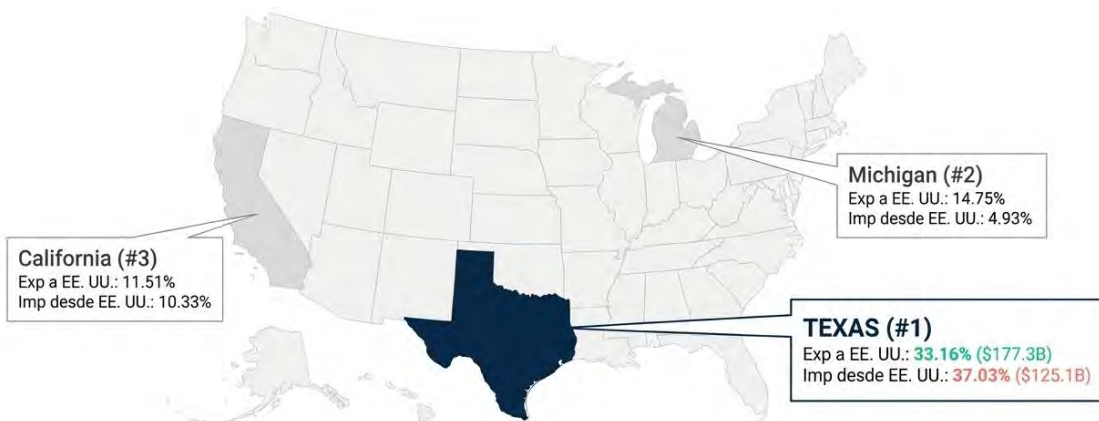 Michigan (#2)
Exp a EE. UU.: 14.75%
Imp desde EE. UU.: 4.93%
California (#3)
Exp a EE. UU.: 11.51%
Imp desde EE. UU.: 10.33%
TEXAS (#1)
Exp a EE. UU.: 33.16% ($177.3B)
Imp desde EE. UU.: 37.03% ($125.1B)